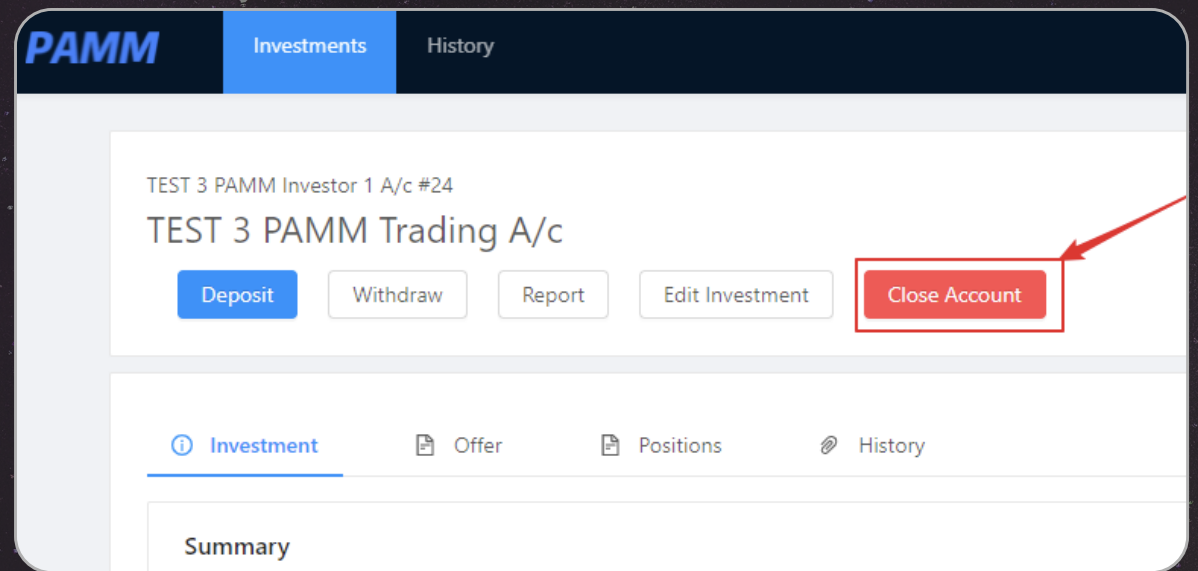 PAMM Investments History
TEST 3 PAMM Investor 1 A/c #24
TEST 3 PAMM Trading A/c
Deposit Withdraw Report Edit Investment Close Account
Investment Offer Positions History
Summary